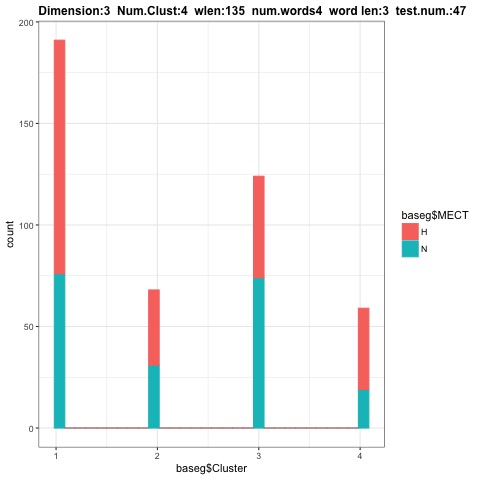 Dimension:3 Num.Clust:4 wlen:135 num.words4 word len:3 test.num.:47
200
150
100
50
0
count
1 2 3 4
baseg$Cluster
baseg$MECT
H
N